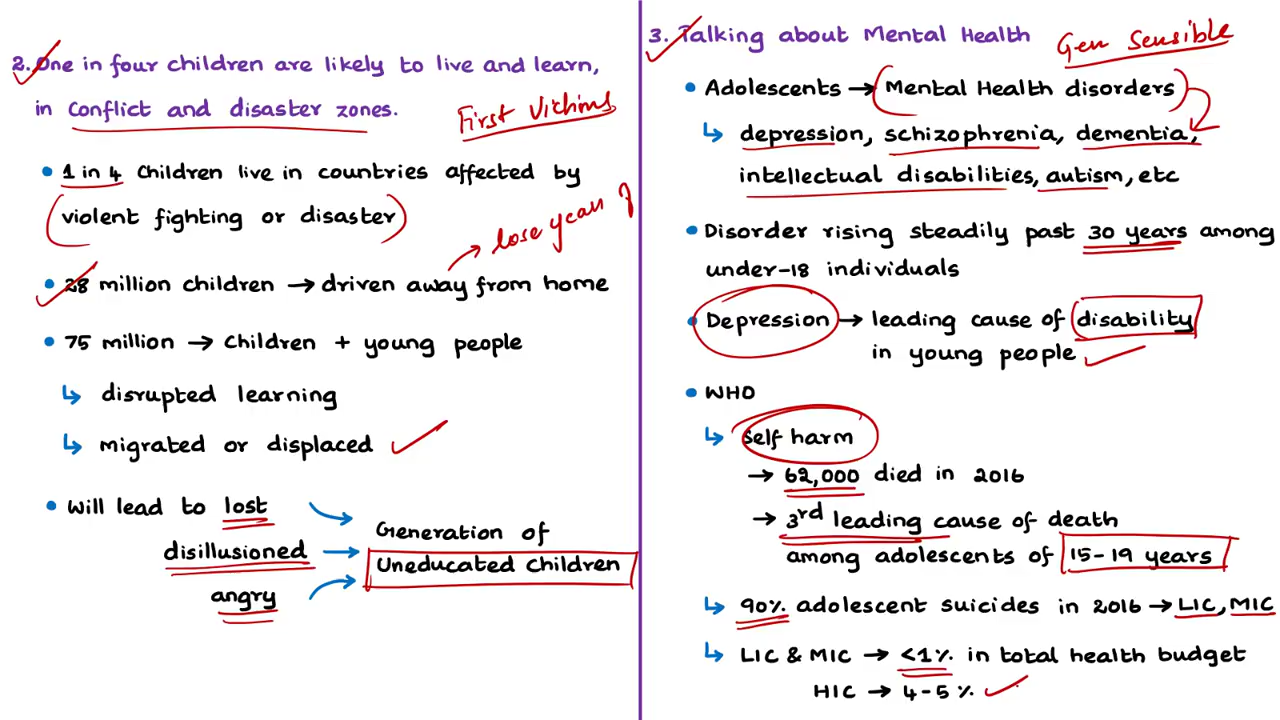 2. One in four children are likely to live and learn,
in conflict and disaster zones.
First Victims
• 1 in 4 Children live in countries affected by
violent fighting or disaster
lose years of
• 28 million children → driven away from home
• 75 million → Children + young people
↳ disrupted learning
↳ migrated or displaced
• Will lead to lost
disillusioned
angry
Generation of
Uneducated children
3. Talking about Mental Health
Gen Sensible
• Adolescents → Mental Health disorders
↳ depression, schizophrenia, dementia,
intellectual disabilities, autism, etc
• Disorder rising steadily past 30 years among
under-18 individuals
• Depression → leading cause of disability
in young people
• WHO
↳ Self harm
→ 62,000 died in 2016
→ 3rd leading cause of death
among adolescents of 15-19 years
↳ 90% adolescent suicides in 2016 → LIC, MIC
↳ LIC & MIC → <1% in total health budget
HIC → 4-5%